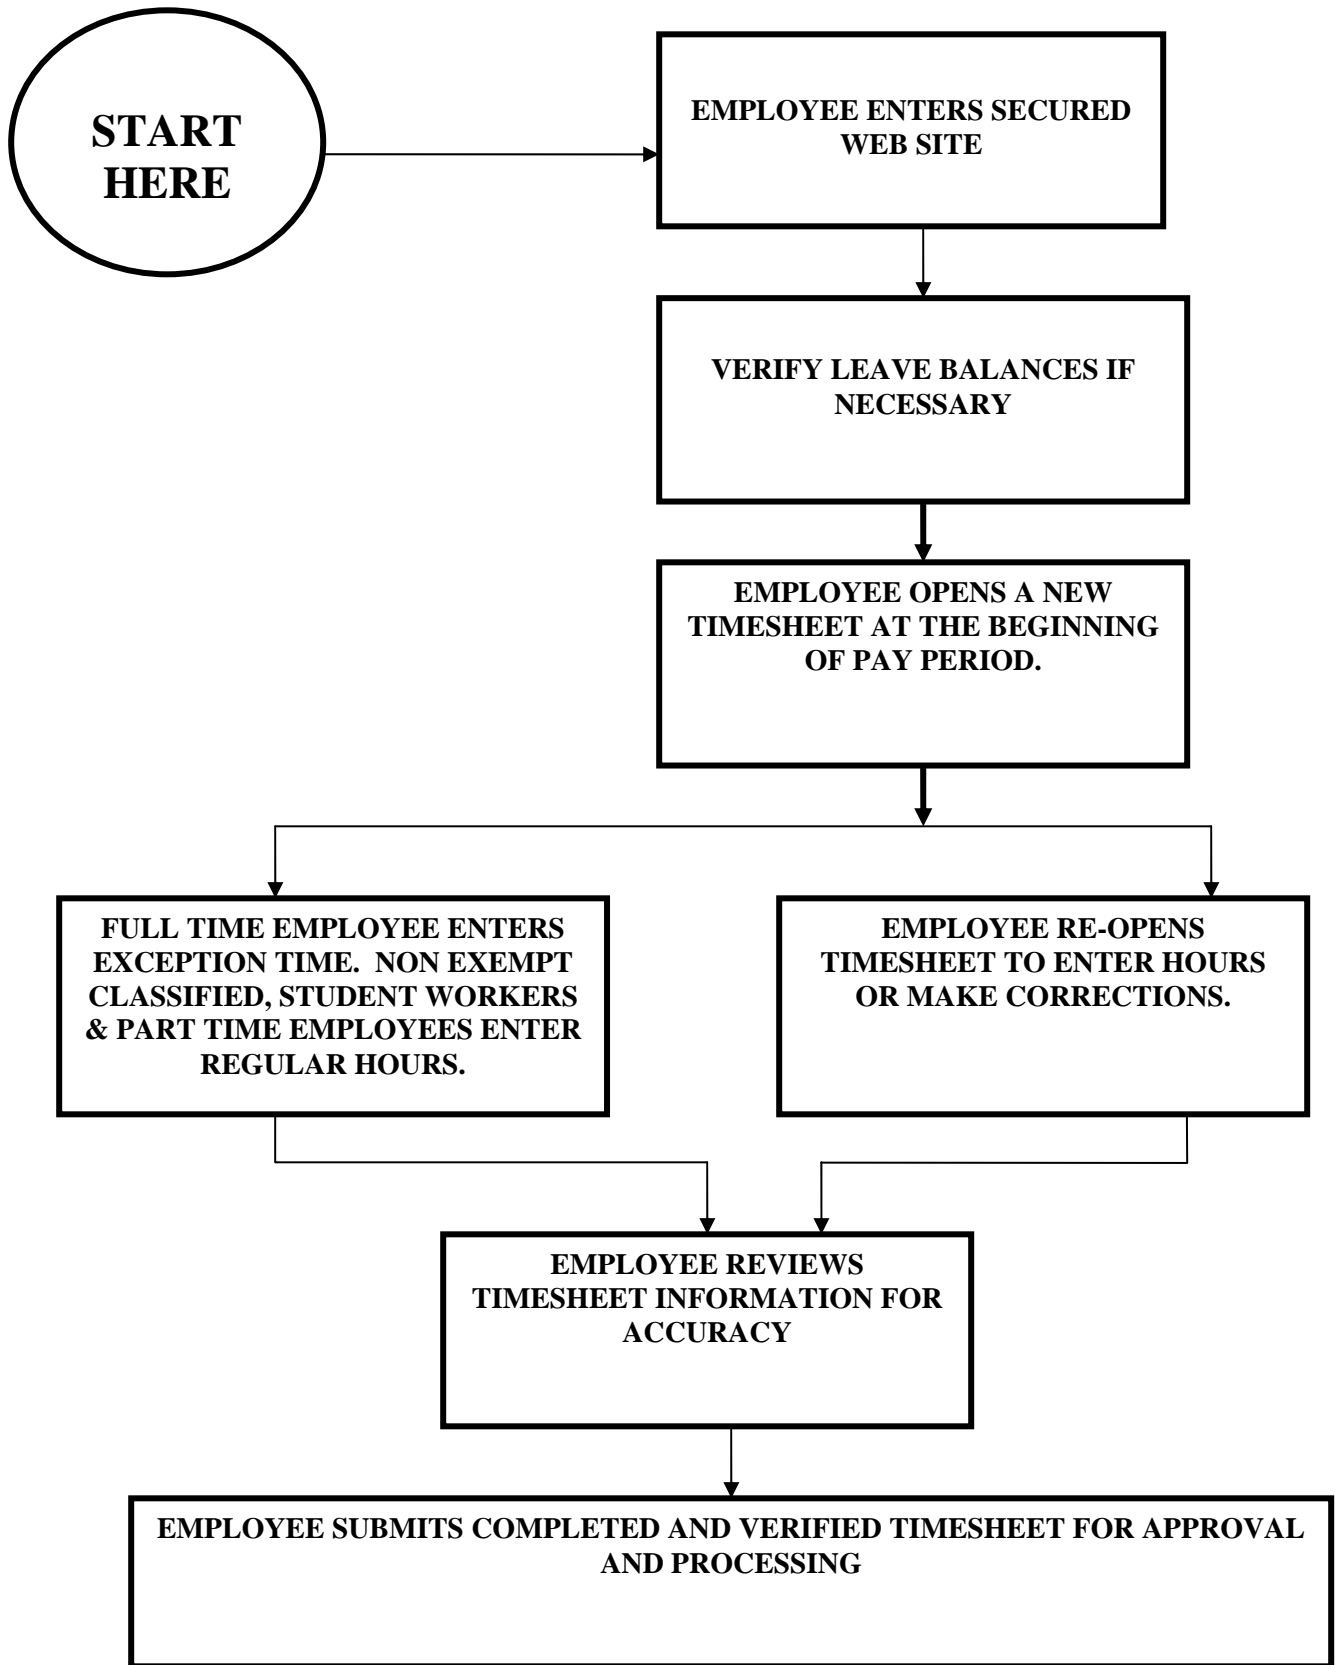 START
HERE
EMPLOYEE ENTERS SECURED
WEB SITE
VERIFY LEAVE BALANCES IF
NECESSARY
EMPLOYEE OPENS A NEW
TIMESHEET AT THE BEGINNING
OF PAY PERIOD.
FULL TIME EMPLOYEE ENTERS
EXCEPTION TIME.  NON EXEMPT
CLASSIFIED, STUDENT WORKERS
& PART TIME EMPLOYEES ENTER
REGULAR HOURS.
EMPLOYEE RE-OPENS
TIMESHEET TO ENTER HOURS
OR MAKE CORRECTIONS.
EMPLOYEE REVIEWS
TIMESHEET INFORMATION FOR
ACCURACY
EMPLOYEE SUBMITS COMPLETED AND VERIFIED TIMESHEET FOR APPROVAL
AND PROCESSING